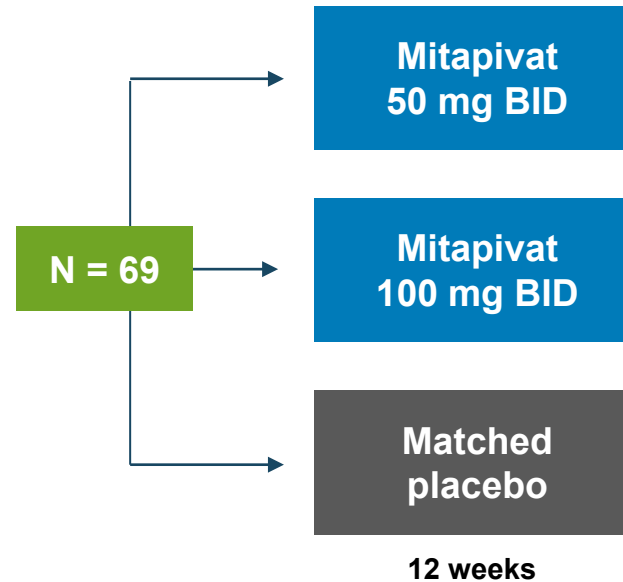 Mitapivat
50 mg BID
N = 69
Mitapivat
100 mg BID
Matched
placebo
12 weeks